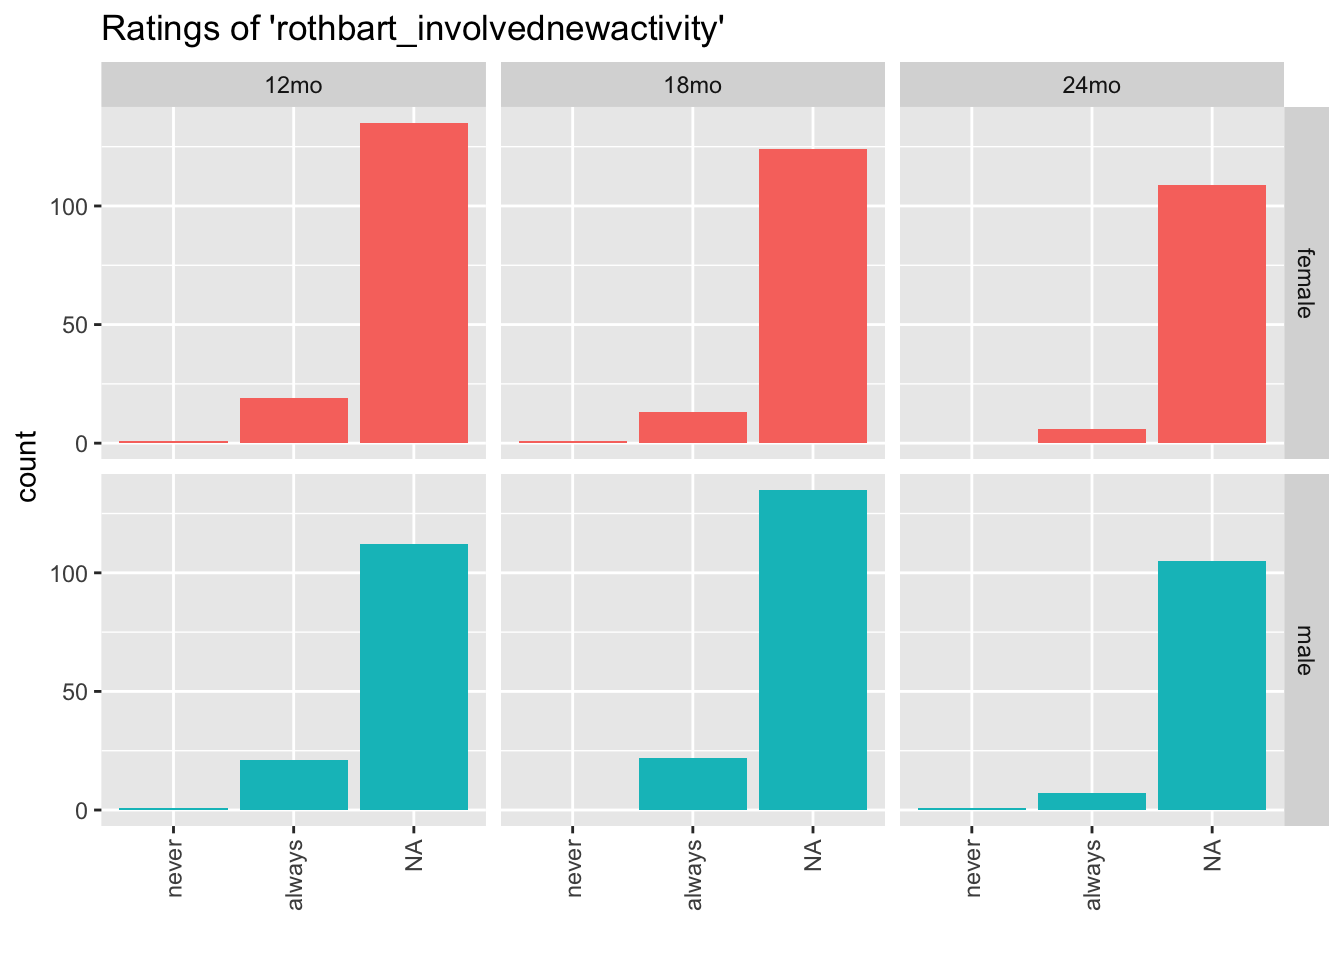 Ratings of 'rothbart_involvednewactivity'
12mo 18mo 24mo
100
50
0
female
count
100
50
0
male
never always NA never always NA never always NA